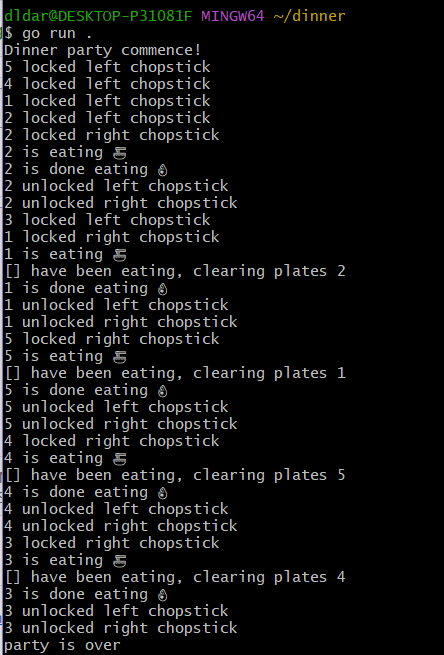 dldar@DESKTOP-P31O81F MINGW64 ~/dinner
$ go run .
Dinner party commence!
5 locked left chopstick
4 locked left chopstick
1 locked left chopstick
2 locked left chopstick
2 locked right chopstick
2 is eating 🍜
2 is done eating 💧
2 unlocked left chopstick
2 unlocked right chopstick
3 locked left chopstick
1 locked right chopstick
1 is eating 🍜
[] have been eating, clearing plates 2
1 is done eating 💧
1 unlocked left chopstick
1 unlocked right chopstick
5 locked right chopstick
5 is eating 🍜
[] have been eating, clearing plates 1
5 is done eating 💧
5 unlocked left chopstick
5 unlocked right chopstick
4 locked right chopstick
4 is eating 🍜
[] have been eating, clearing plates 5
4 is done eating 💧
4 unlocked left chopstick
4 unlocked right chopstick
3 locked right chopstick
3 is eating 🍜
[] have been eating, clearing plates 4
3 is done eating 💧
3 unlocked left chopstick
3 unlocked right chopstick
party is over